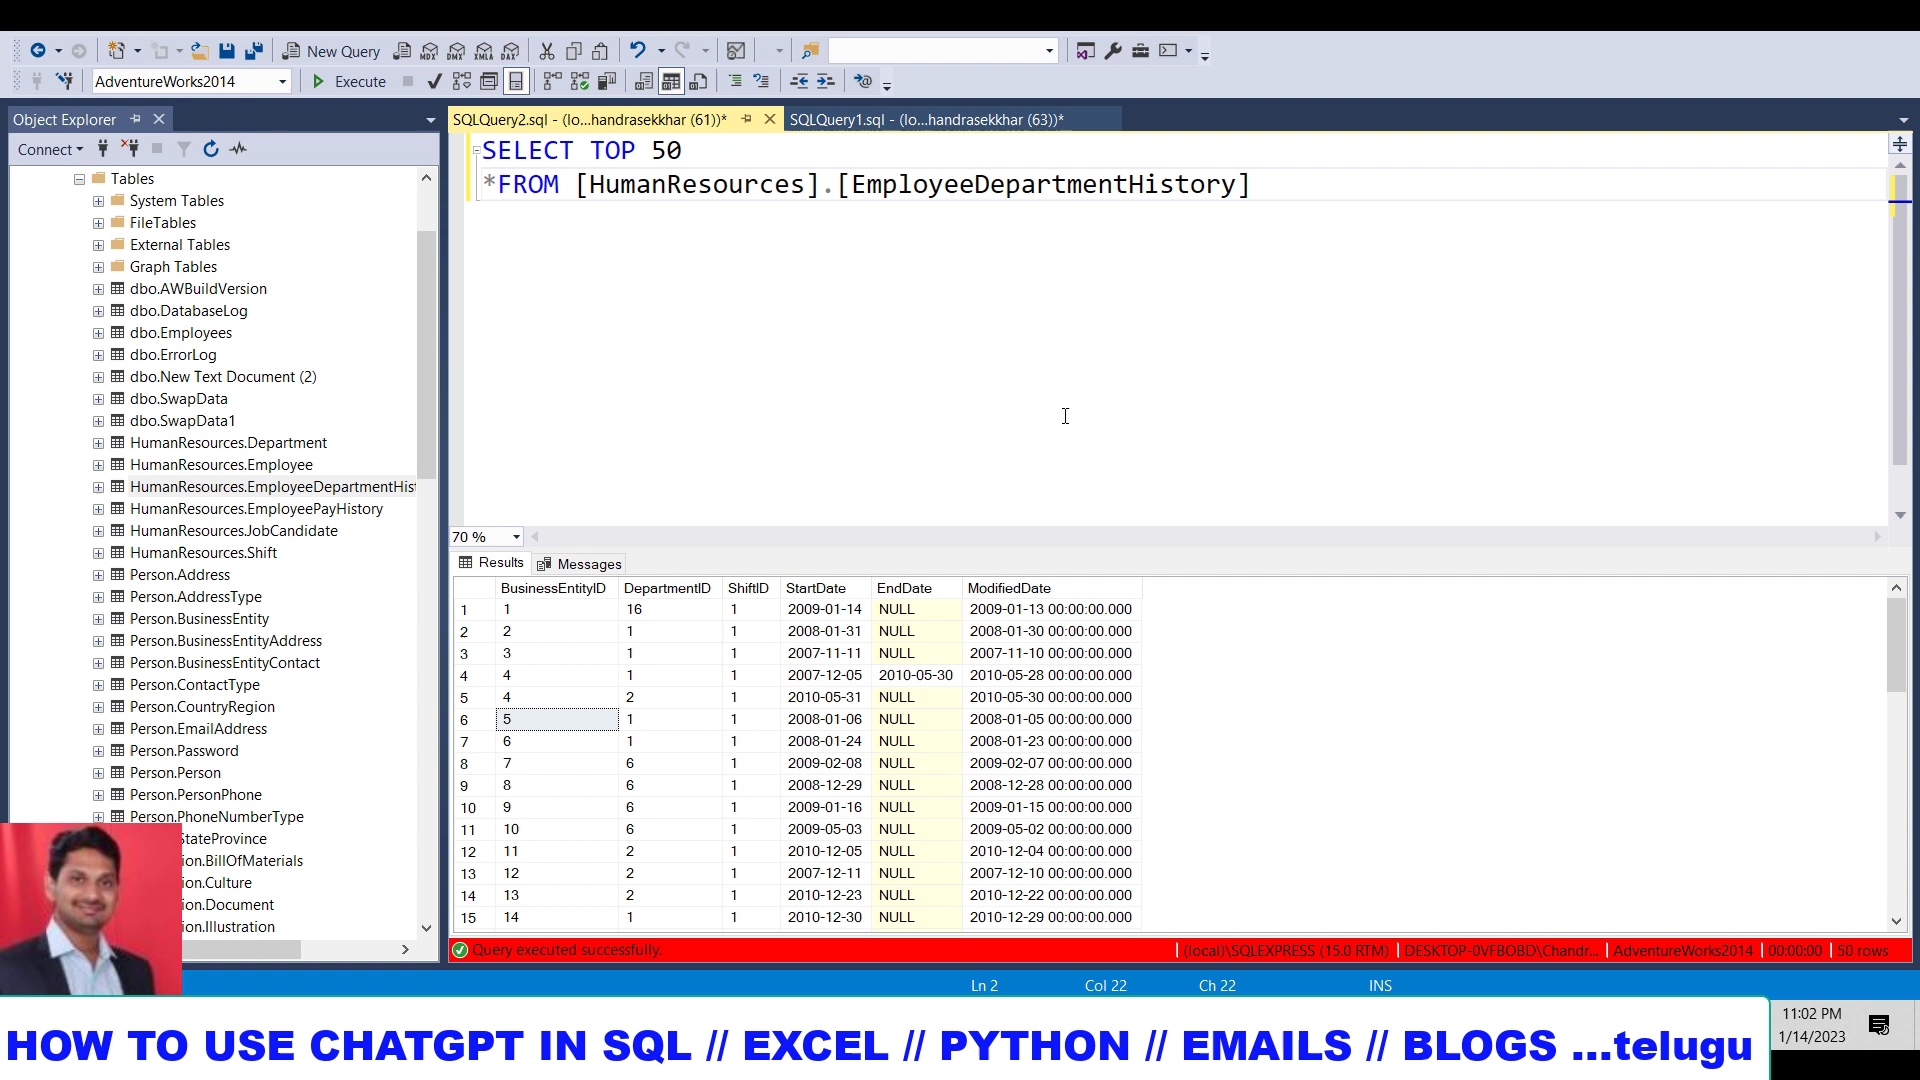 New Query
MDX DMX XMLA DAX
AdventureWorks2014
Execute
Object Explorer
Connect
Tables
System Tables
FileTables
External Tables
Graph Tables
dbo.AWBuildVersion
dbo.DatabaseLog
dbo.Employees
dbo.ErrorLog
dbo.New Text Document (2)
dbo.SwapData
dbo.SwapData1
HumanResources.Department
HumanResources.Employee
HumanResources.EmployeeDepartmentHist
HumanResources.EmployeePayHistory
HumanResources.JobCandidate
HumanResources.Shift
Person.Address
Person.AddressType
Person.BusinessEntity
Person.BusinessEntityAddress
Person.BusinessEntityContact
Person.ContactType
Person.CountryRegion
Person.EmailAddress
Person.Password
Person.Person
Person.PersonPhone
Person.PhoneNumberType
StateProvince
ion.BillOfMaterials
ion.Culture
ion.Document
ion.Illustration
SQLQuery2.sql - (lo...handrasekkhar (61))* SQLQuery1.sql - (lo...handrasekkhar (63))*
SELECT TOP 50
*FROM [HumanResources].[EmployeeDepartmentHistory]
70 %
Results Messages
BusinessEntityID DepartmentID ShiftID StartDate EndDate ModifiedDate
1 1 16 1 2009-01-14 NULL 2009-01-13 00:00:00.000
2 2 1 1 2008-01-31 NULL 2008-01-30 00:00:00.000
3 3 1 1 2007-11-11 NULL 2007-11-10 00:00:00.000
4 4 1 1 2007-12-05 2010-05-30 2010-05-28 00:00:00.000
5 4 2 1 2010-05-31 NULL 2010-05-30 00:00:00.000
6 5 1 1 2008-01-06 NULL 2008-01-05 00:00:00.000
7 6 1 1 2008-01-24 NULL 2008-01-23 00:00:00.000
8 7 6 1 2009-02-08 NULL 2009-02-07 00:00:00.000
9 8 6 1 2008-12-29 NULL 2008-12-28 00:00:00.000
10 9 6 1 2009-01-16 NULL 2009-01-15 00:00:00.000
11 10 6 1 2009-05-03 NULL 2009-05-02 00:00:00.000
12 11 2 1 2010-12-05 NULL 2010-12-04 00:00:00.000
13 12 2 1 2007-12-11 NULL 2007-12-10 00:00:00.000
14 13 2 1 2010-12-23 NULL 2010-12-22 00:00:00.000
15 14 1 1 2010-12-30 NULL 2010-12-29 00:00:00.000
Query executed successfully. (local)\SQLEXPRESS (15.0 RTM) DESKTOP-0VFBOBD\Chandr... AdventureWorks2014 00:00:00 50 rows
Ln 2 Col 22 Ch 22 INS
HOW TO USE CHATGPT IN SQL // EXCEL // PYTHON // EMAILS // BLOGS ...telugu
11:02 PM
1/14/2023